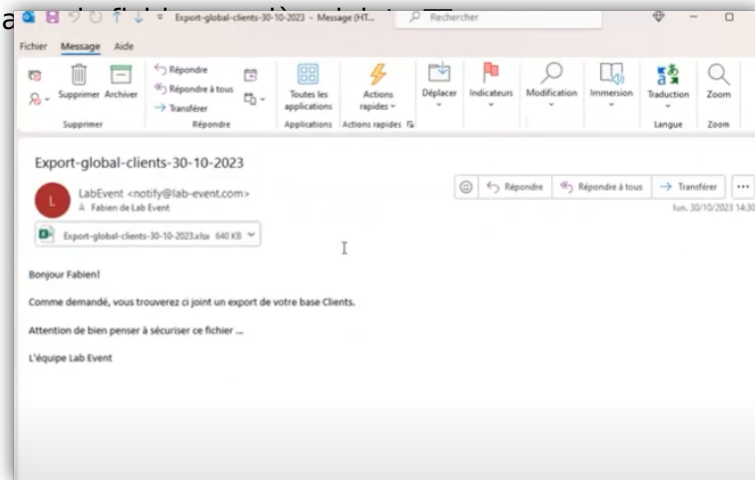 Export-global-clients-30-10-2023 - Message (HT...
Rechercher
Fichier Message Aide
Supprimer Archiver
Répondre
Répondre à tous
Transférer
Toutes les applications
Actions rapides
Déplacer
Indicateurs
Modification
Immersion
Traduction
Zoom
Supprimer
Répondre
Applications
Actions rapides
Langue
Zoom
Export-global-clients-30-10-2023
L
LabEvent <notify@lab-event.com>
À Fabien de Lab Event
Répondre
Répondre à tous
Transférer
lun. 30/10/2023 14:30
Export-global-clients-30-10-2023.xlsx 640 KB
Bonjour Fabien!
Comme demandé, vous trouverez ci joint un export de votre base Clients.
Attention de bien penser à sécuriser ce fichier ...
L'équipe Lab Event